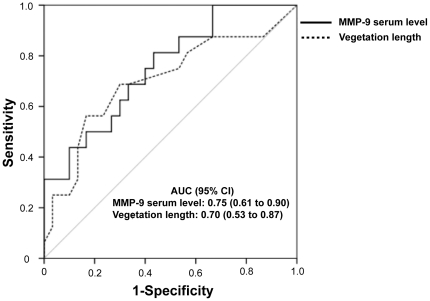 1.0
0.8
0.6
0.4
0.2
0
Sensitivity
MMP-9 serum level
Vegetation length
AUC (95% CI)
MMP-9 serum level: 0.75 (0.61 to 0.90)
Vegetation length: 0.70 (0.53 to 0.87)
0 0.2 0.4 0.6 0.8 1.0
1-Specificity